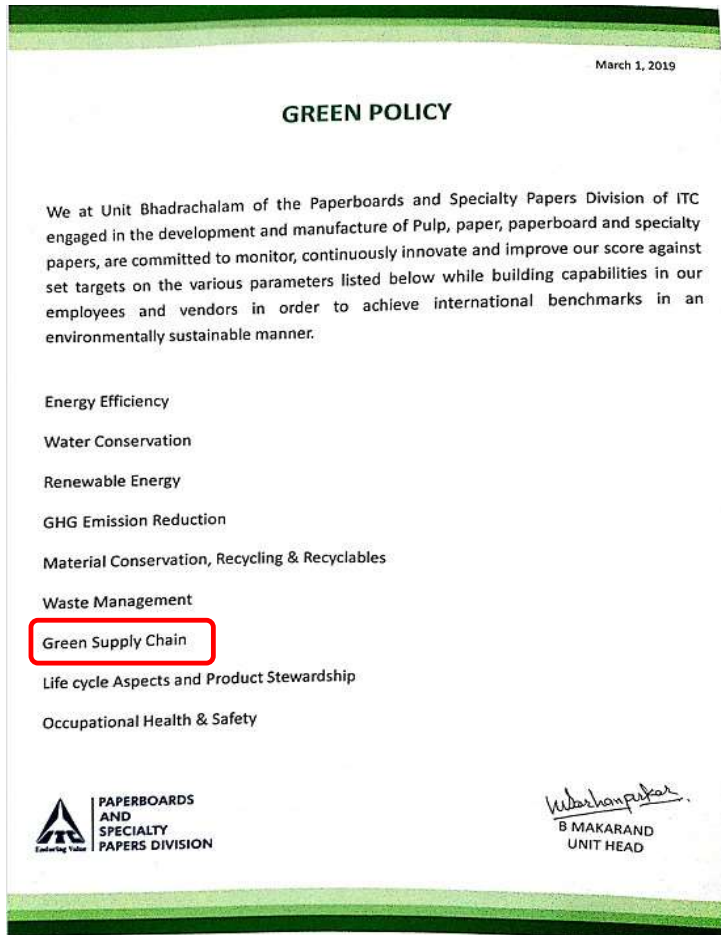 March 1, 2019
GREEN POLICY
We at Unit Bhadrachalam of the Paperboards and Specialty Papers Division of ITC
engaged in the development and manufacture of Pulp, paper, paperboard and specialty
papers, are committed to monitor, continuously innovate and improve our score against
set targets on the various parameters listed below while building capabilities in our
employees and vendors in order to achieve international benchmarks in an
environmentally sustainable manner.
Energy Efficiency
Water Conservation
Renewable Energy
GHG Emission Reduction
Material Conservation, Recycling & Recyclables
Waste Management
Green Supply Chain
Life cycle Aspects and Product Stewardship
Occupational Health & Safety
ITC
Enduring Value
PAPERBOARDS
AND
SPECIALTY
PAPERS DIVISION
B MAKARAND
UNIT HEAD